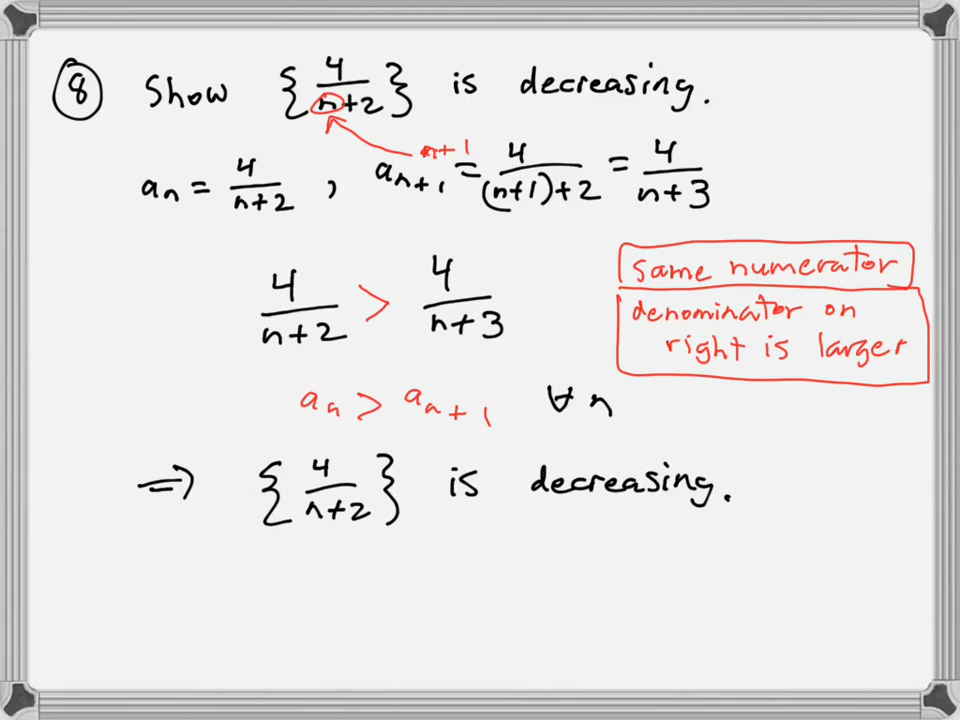 ⑧ Show {4/(n+2)} is decreasing.
n+1
aₙ = 4/(n+2) , aₙ₊₁ = 4/((n+1)+2) = 4/(n+3)
same numerator
4/(n+2) > 4/(n+3)
denominator on
right is larger
aₙ > aₙ₊₁ ∀ n
⇒ {4/(n+2)} is decreasing.